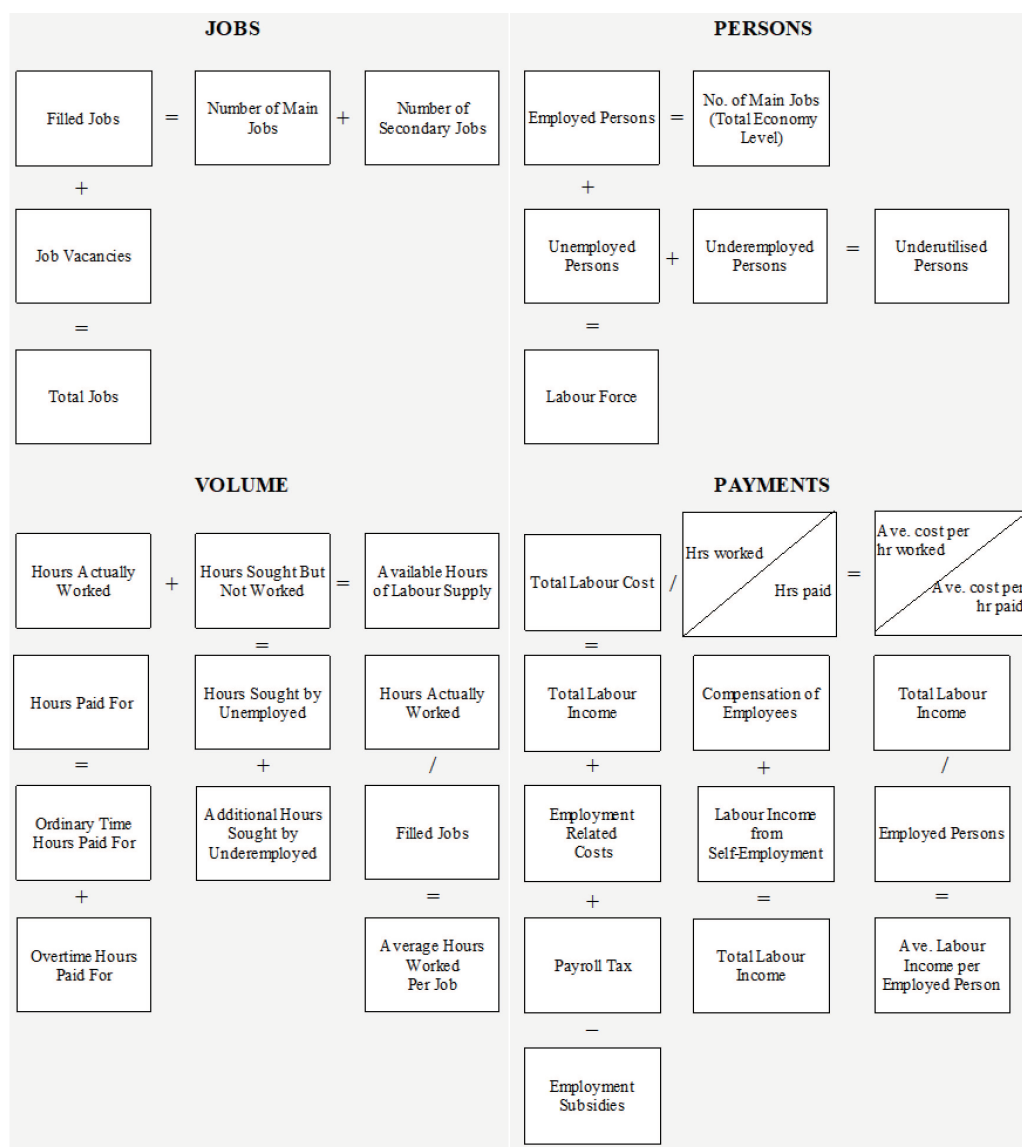 JOBS
Filled Jobs
=
Number of Main
Jobs
+
Number of
Secondary Jobs
+
Job Vacancies
=
Total Jobs
PERSONS
Employed Persons
=
No. of Main Jobs
(Total Economy
Level)
+
Unemployed
Persons
+
Underemployed
Persons
=
Underutilised
Persons
=
Labour Force
VOLUME
Hours Actually
Worked
+
Hours Sought But
Not Worked
=
Available Hours
of Labour Supply
=
Hours Paid For
Hours Sought by
Unemployed
Hours Actually
Worked
=
+
/
Ordinary Time
Hours Paid For
Additional Hours
Sought by
Underemployed
Filled Jobs
+
=
Overtime Hours
Paid For
Average Hours
Worked
Per Job
PAYMENTS
Total Labour Cost
/
Hrs worked
Hrs paid
=
Ave. cost per
hr worked
Ave. cost per
hr paid
=
Total Labour
Income
Compensation of
Employees
Total Labour
Income
+
+
/
Employment
Related
Costs
Labour Income
from
Self-Employment
Employed Persons
+
=
=
Payroll Tax
Total Labour
Income
Ave. Labour
Income per
Employed Person
–
Employment
Subsidies